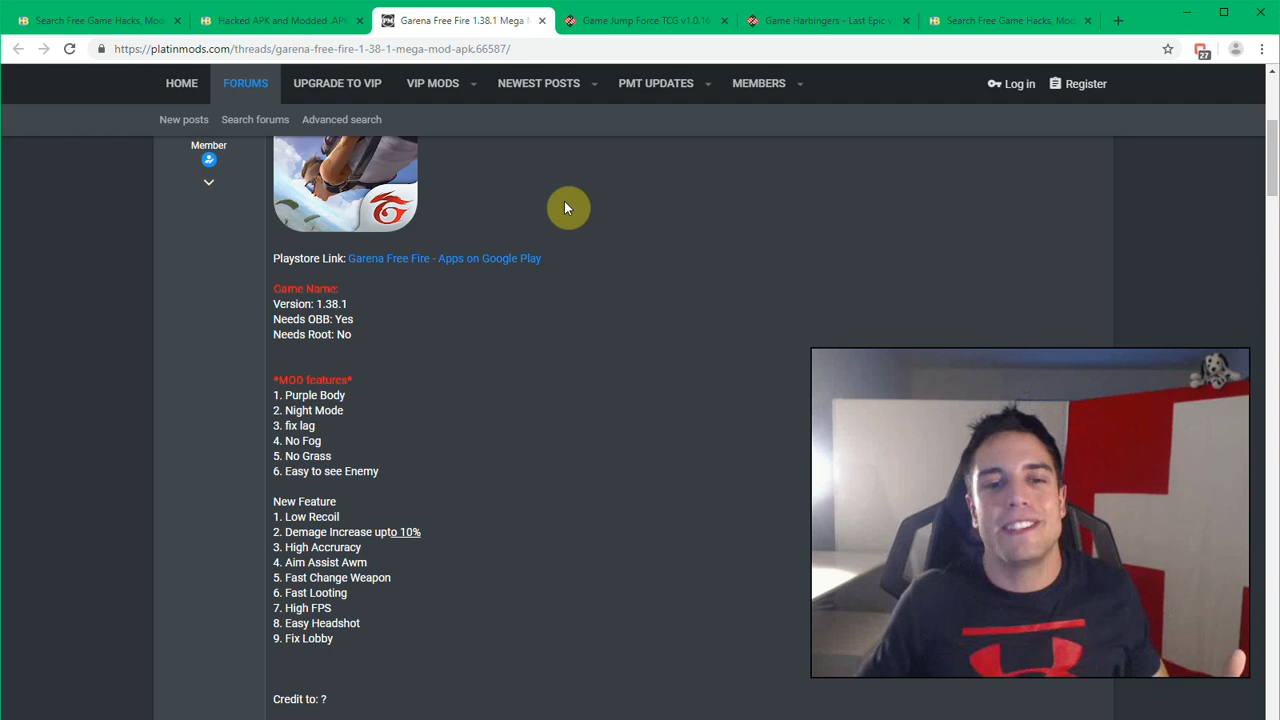 Search Free Game Hacks, Mod
Hacked APK and Modded .APK
Garena Free Fire 1.38.1 Mega M
Game Jump Force TCG v1.0.16
Game Harbingers - Last Epic v
Search Free Game Hacks, Mod
https://platinmods.com/threads/garena-free-fire-1-38-1-mega-mod-apk.66587/
27
HOME
FORUMS
UPGRADE TO VIP
VIP MODS
NEWEST POSTS
PMT UPDATES
MEMBERS
Log in
Register
New posts
Search forums
Advanced search
Member
Playstore Link: Garena Free Fire - Apps on Google Play
Game Name:
Version: 1.38.1
Needs OBB: Yes
Needs Root: No
*MOD features*
1. Purple Body
2. Night Mode
3. fix lag
4. No Fog
5. No Grass
6. Easy to see Enemy
New Feature
1. Low Recoil
2. Demage Increase upto 10%
3. High Accruracy
4. Aim Assist Awm
5. Fast Change Weapon
6. Fast Looting
7. High FPS
8. Easy Headshot
9. Fix Lobby
Credit to: ?